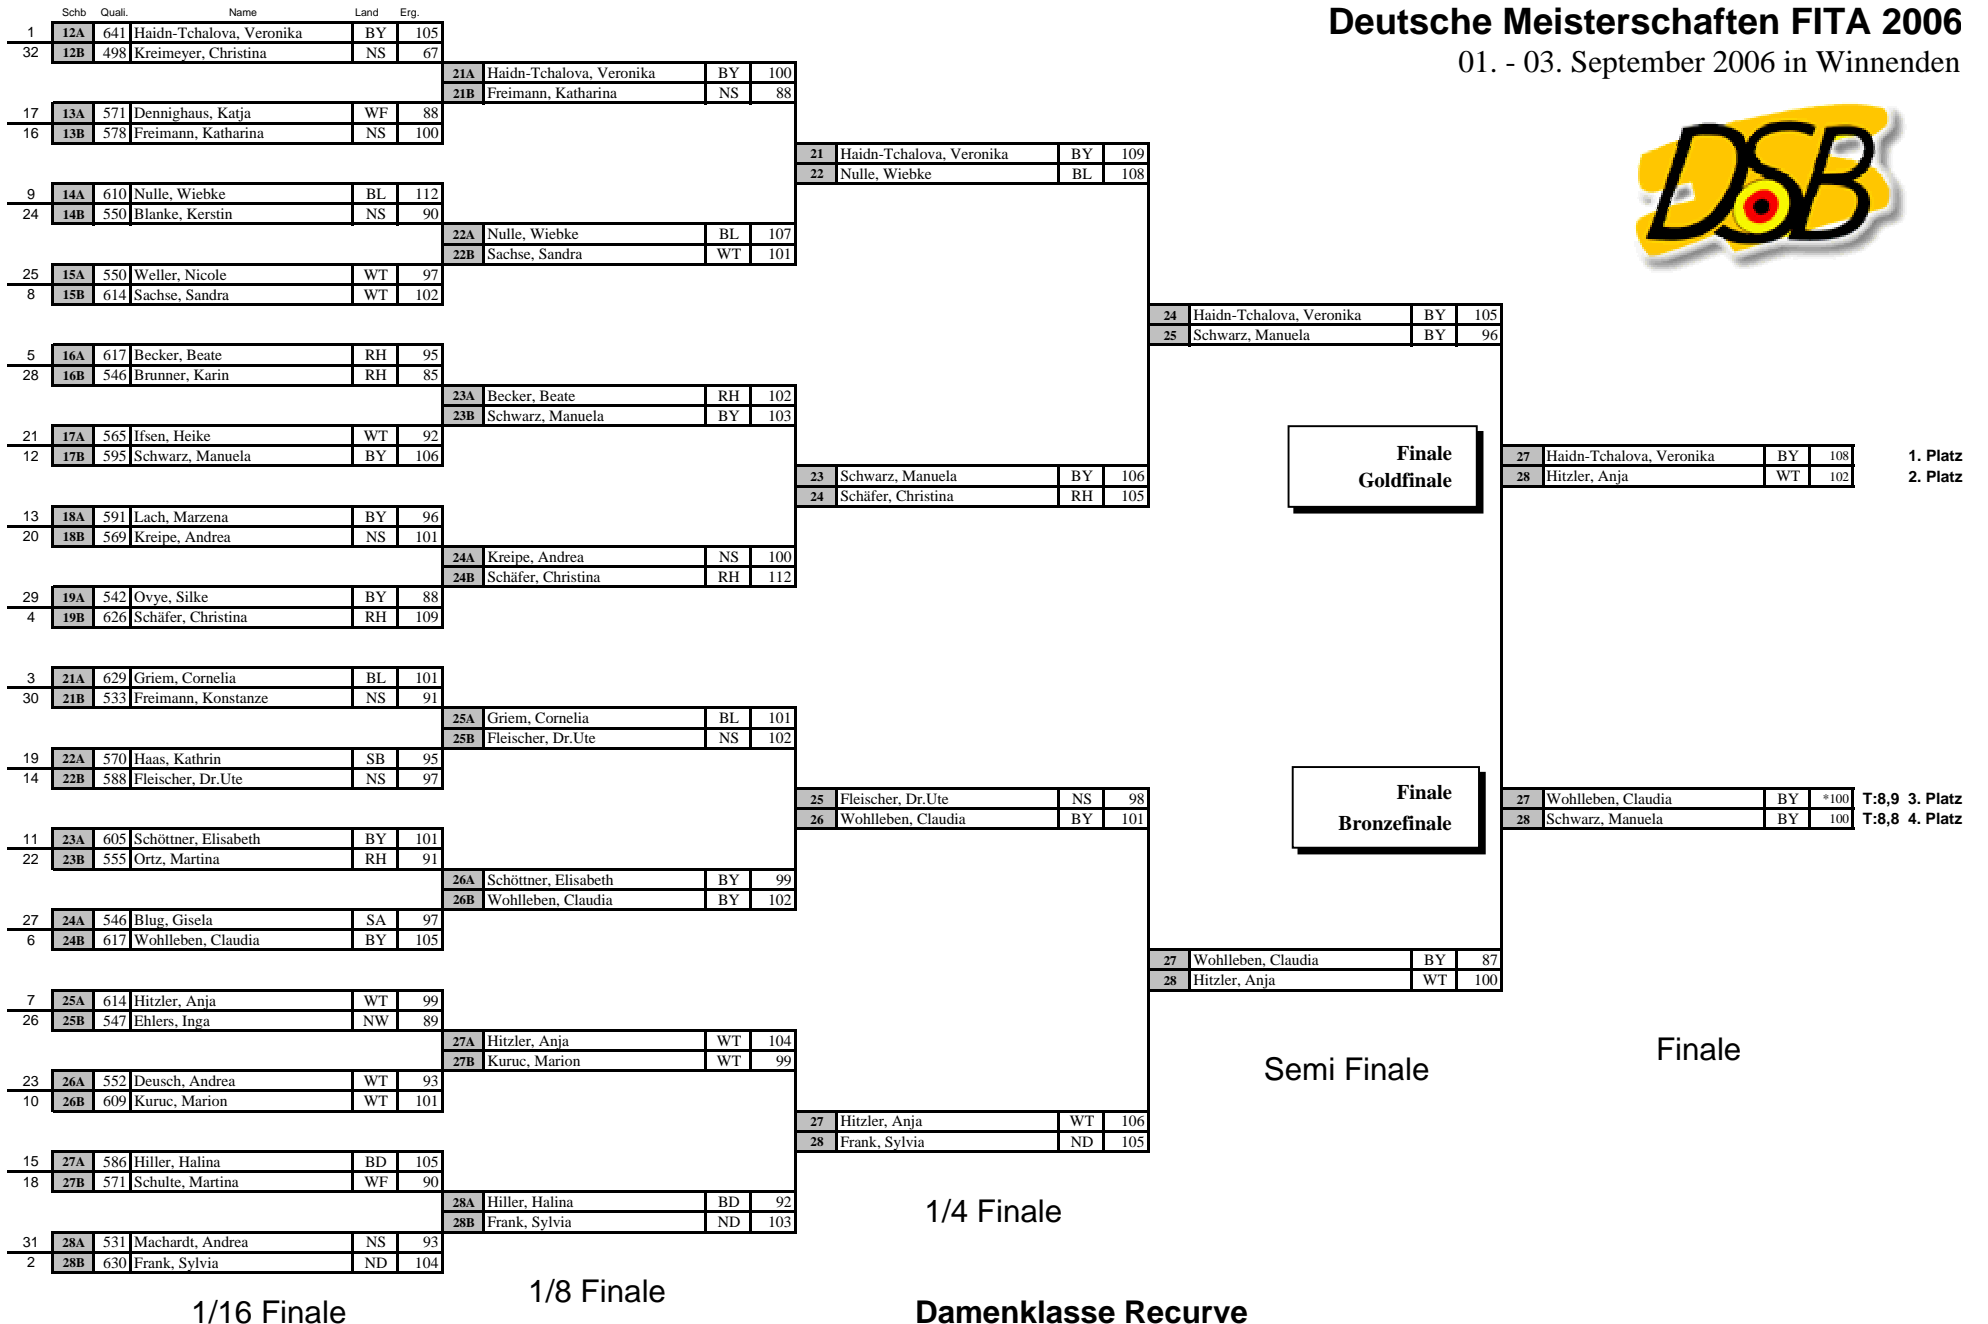 Deutsche Meisterschaften FITA 2006
01. - 03. September 2006 in Winnenden
DSB
Schb Quali. Name Land Erg.
1 12A 641 Haidn-Tchalova, Veronika BY 105
32 12B 498 Kreimeyer, Christina NS 67
17 13A 571 Dennighaus, Katja WF 88
16 13B 578 Freimann, Katharina NS 100
9 14A 610 Nulle, Wiebke BL 112
24 14B 550 Blanke, Kerstin NS 90
25 15A 550 Weller, Nicole WT 97
8 15B 614 Sachse, Sandra WT 102
5 16A 617 Becker, Beate RH 95
28 16B 546 Brunner, Karin RH 85
21 17A 565 Ifsen, Heike WT 92
12 17B 595 Schwarz, Manuela BY 106
13 18A 591 Lach, Marzena BY 96
20 18B 569 Kreipe, Andrea NS 101
29 19A 542 Ovye, Silke BY 88
4 19B 626 Schäfer, Christina RH 109
3 21A 629 Griem, Cornelia BL 101
30 21B 533 Freimann, Konstanze NS 91
19 22A 570 Haas, Kathrin SB 95
14 22B 588 Fleischer, Dr.Ute NS 97
11 23A 605 Schöttner, Elisabeth BY 101
22 23B 555 Ortz, Martina RH 91
27 24A 546 Blug, Gisela SA 97
6 24B 617 Wohlleben, Claudia BY 105
7 25A 614 Hitzler, Anja WT 99
26 25B 547 Ehlers, Inga NW 89
23 26A 552 Deusch, Andrea WT 93
10 26B 609 Kuruc, Marion WT 101
15 27A 586 Hiller, Halina BD 105
18 27B 571 Schulte, Martina WF 90
31 28A 531 Machardt, Andrea NS 93
2 28B 630 Frank, Sylvia ND 104
1/16 Finale
21A Haidn-Tchalova, Veronika BY 100
21B Freimann, Katharina NS 88
22A Nulle, Wiebke BL 107
22B Sachse, Sandra WT 101
23A Becker, Beate RH 102
23B Schwarz, Manuela BY 103
24A Kreipe, Andrea NS 100
24B Schäfer, Christina RH 112
25A Griem, Cornelia BL 101
25B Fleischer, Dr.Ute NS 102
26A Schöttner, Elisabeth BY 99
26B Wohlleben, Claudia BY 102
27A Hitzler, Anja WT 104
27B Kuruc, Marion WT 99
28A Hiller, Halina BD 92
28B Frank, Sylvia ND 103
1/8 Finale
21 Haidn-Tchalova, Veronika BY 109
22 Nulle, Wiebke BL 108
23 Schwarz, Manuela BY 106
24 Schäfer, Christina RH 105
25 Fleischer, Dr.Ute NS 98
26 Wohlleben, Claudia BY 101
27 Hitzler, Anja WT 106
28 Frank, Sylvia ND 105
1/4 Finale
24 Haidn-Tchalova, Veronika BY 105
25 Schwarz, Manuela BY 96
27 Wohlleben, Claudia BY 87
28 Hitzler, Anja WT 100
Semi Finale
Finale
Goldfinale
27 Haidn-Tchalova, Veronika BY 108 1. Platz
28 Hitzler, Anja WT 102 2. Platz
Finale
Bronzefinale
27 Wohlleben, Claudia BY *100 T:8,9 3. Platz
28 Schwarz, Manuela BY 100 T:8,8 4. Platz
Finale
Damenklasse Recurve